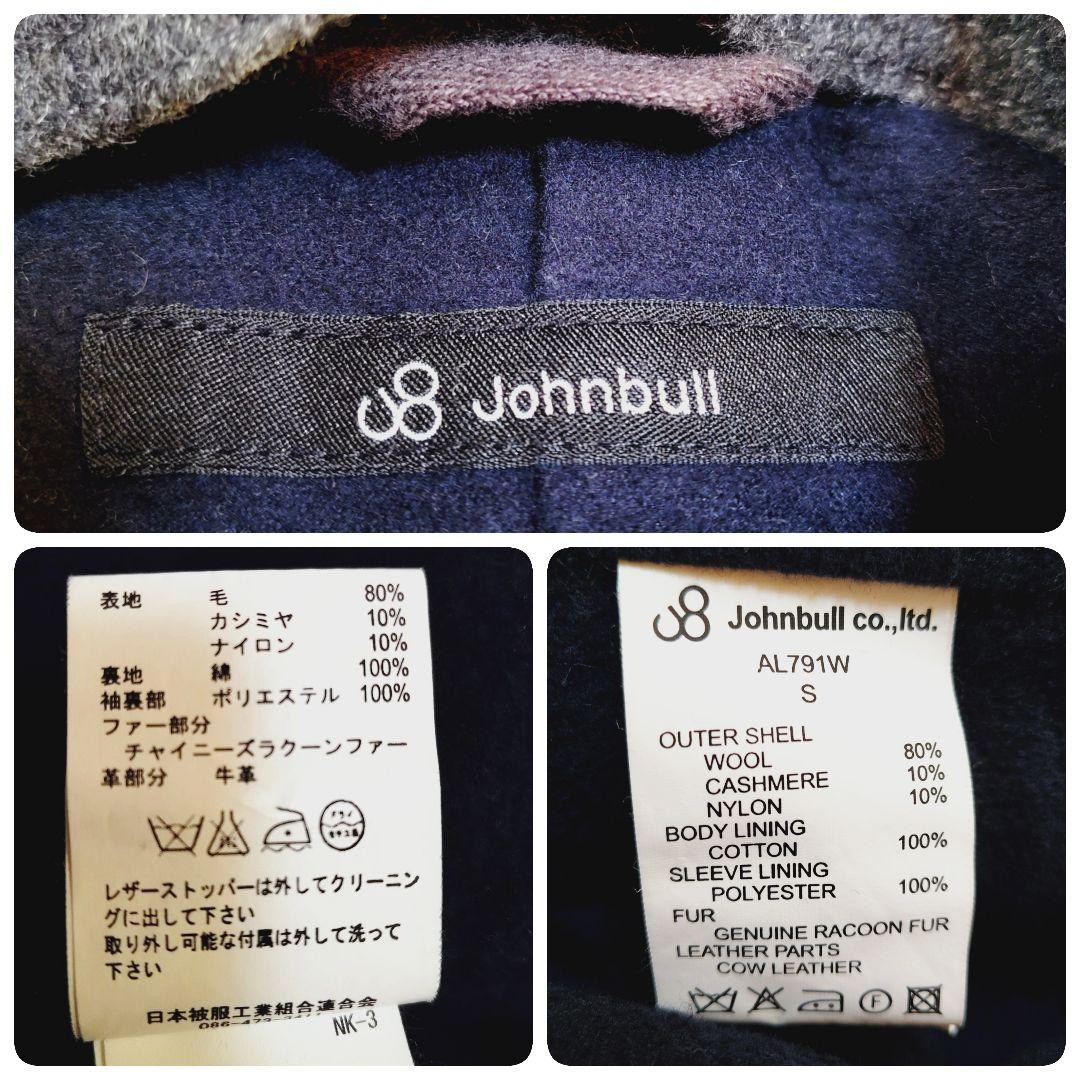 Johnbull
表地 毛 80%
カシミヤ 10%
ナイロン 10%
裏地 綿 100%
袖裏部 ポリエステル 100%
ファー部分
チャイニーズラクーンファー
革部分 牛革
ドライ
セキユ系
レザーストッパーは外してクリーニン
グに出して下さい
取り外し可能な付属は外して洗って
下さい
日本被服工業組合連合会
NK-3
Johnbull co.,ltd.
AL791W
S
OUTER SHELL
WOOL 80%
CASHMERE 10%
NYLON 10%
BODY LINING
COTTON 100%
SLEEVE LINING
POLYESTER 100%
FUR
GENUINE RACOON FUR
LEATHER PARTS
COW LEATHER
F